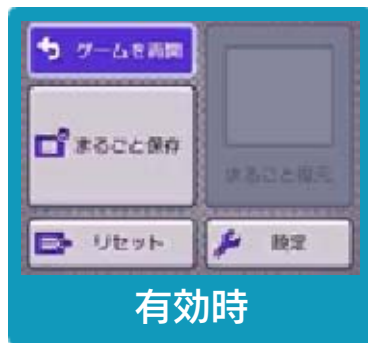 ゲームを再開
まるごと保存
まるごと復元
リセット
設定
有効時